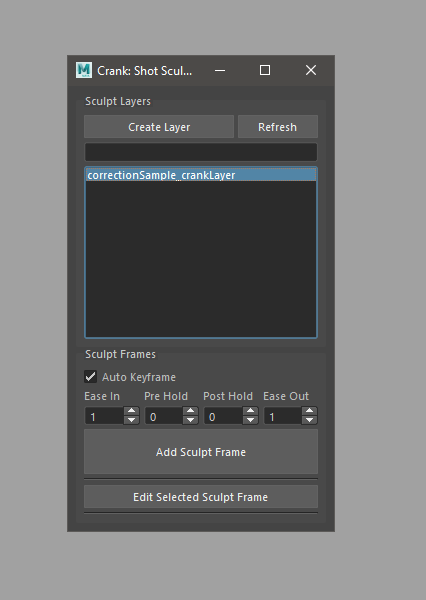 Crank: Shot Scul...
Sculpt Layers
Create Layer Refresh
correctionSample_crankLayer
Sculpt Frames
Auto Keyframe
Ease In Pre Hold Post Hold Ease Out
1 0 0 1
Add Sculpt Frame
Edit Selected Sculpt Frame